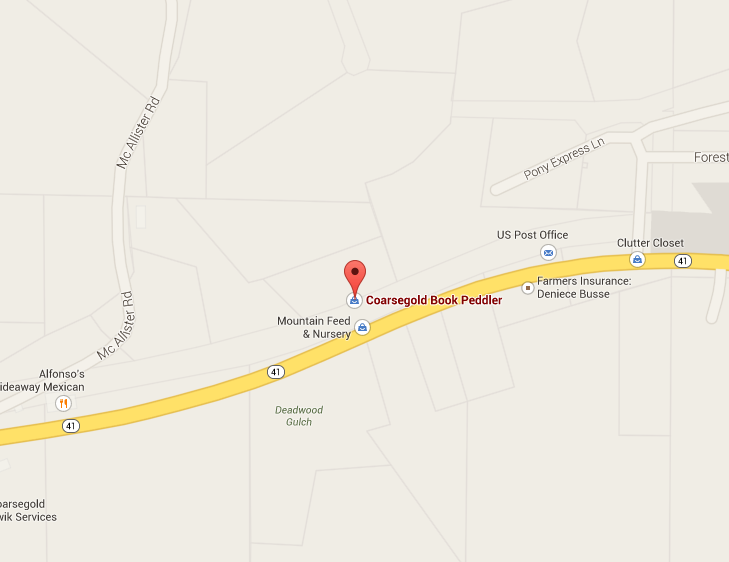 Mc Allister Rd
Pony Express Ln
Forest
US Post Office
Clutter Closet
41
Farmers Insurance:
Deniece Busse
Coarsegold Book Peddler
Mountain Feed
& Nursery
Mc Allister Rd
41
Alfonso's
ideaway Mexican
Deadwood
Gulch
41
oarsegold
wik Services